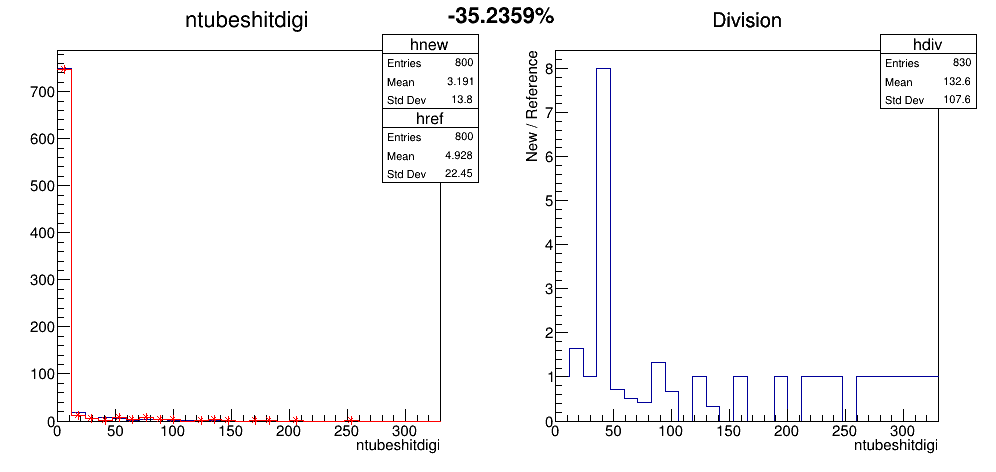 -35.2359%
ntubeshitdigi
hnew
Entries 800
Mean 3.191
Std Dev 13.8
href
Entries 800
Mean 4.928
Std Dev 22.45
700
600
500
400
300
200
100
0
0 50 100 150 200 250 300
ntubeshitdigi
Division
hdiv
Entries 830
Mean 132.6
Std Dev 107.6
New / Reference
8
7
6
5
4
3
2
1
0
0 50 100 150 200 250 300
ntubeshitdigi